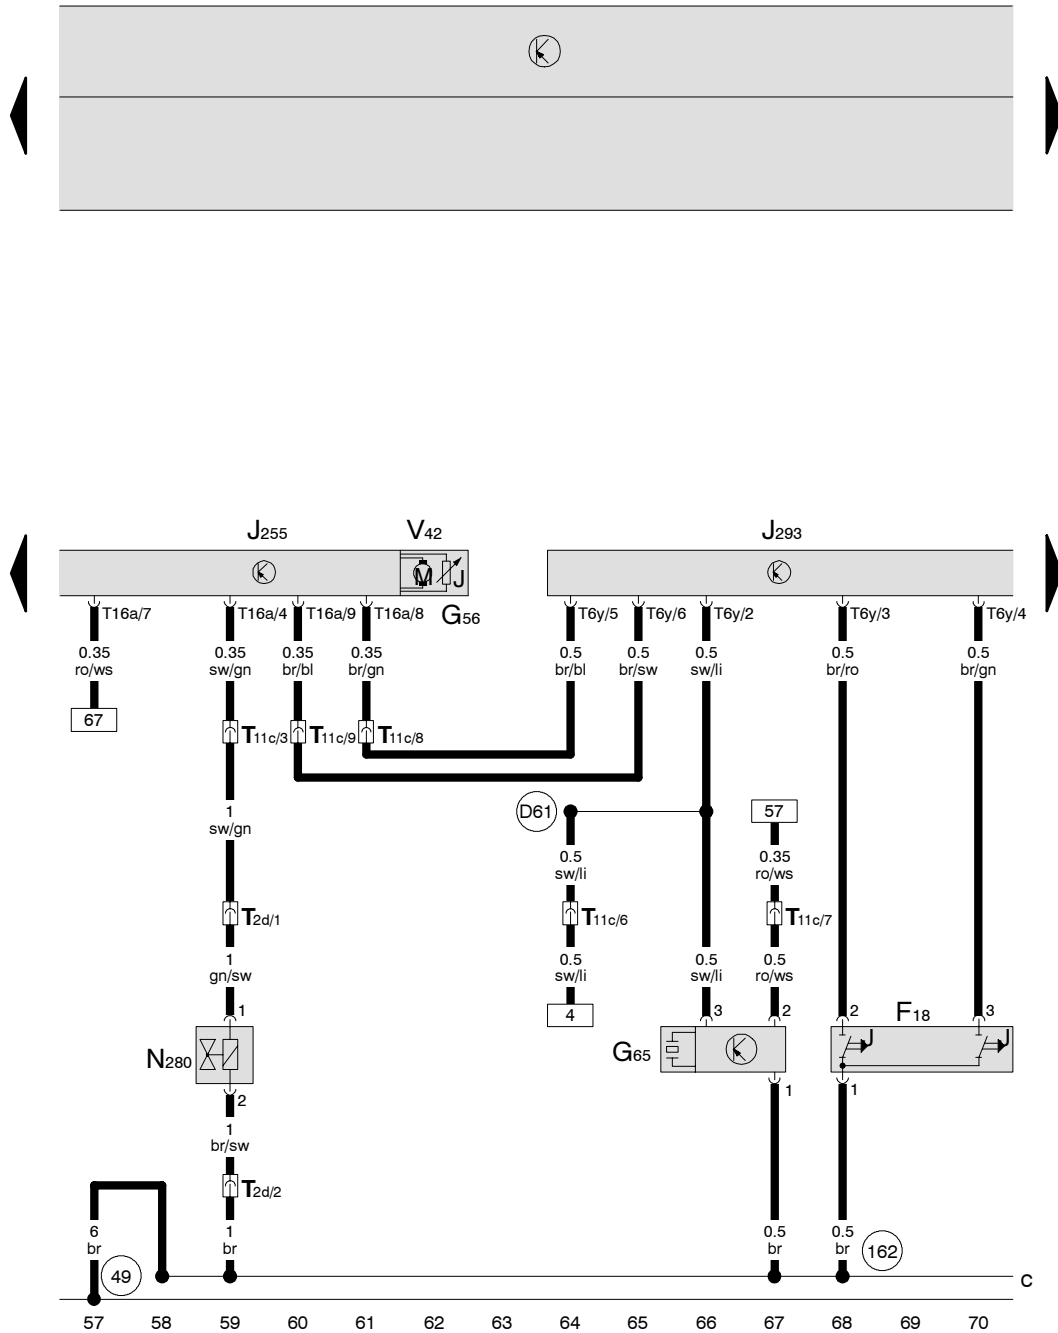 J255 V42 J293
M J
T16a/7 T16a/4 T16a/9 T16a/8 G56 T6y/5 T6y/6 T6y/2 T6y/3 T6y/4
0.35 0.35 0.35 0.35 0.5 0.5 0.5 0.5 0.5
ro/ws sw/gn br/bl br/gn br/bl br/sw sw/li br/ro br/gn
67
T11c/3 T11c/9 T11c/8
1 D61 57
sw/gn
0.5 0.35
sw/li ro/ws
T2d/1 T11c/6 T11c/7
1 0.5 0.5 0.5
gn/sw sw/li sw/li ro/ws
1 4 3 2 2 F18 3
J J
N280 G65
2 1 1
1
br/sw
T2d/2
6 1 0.5 0.5
br br br br 162
49
C
57 58 59 60 61 62 63 64 65 66 67 68 69 70